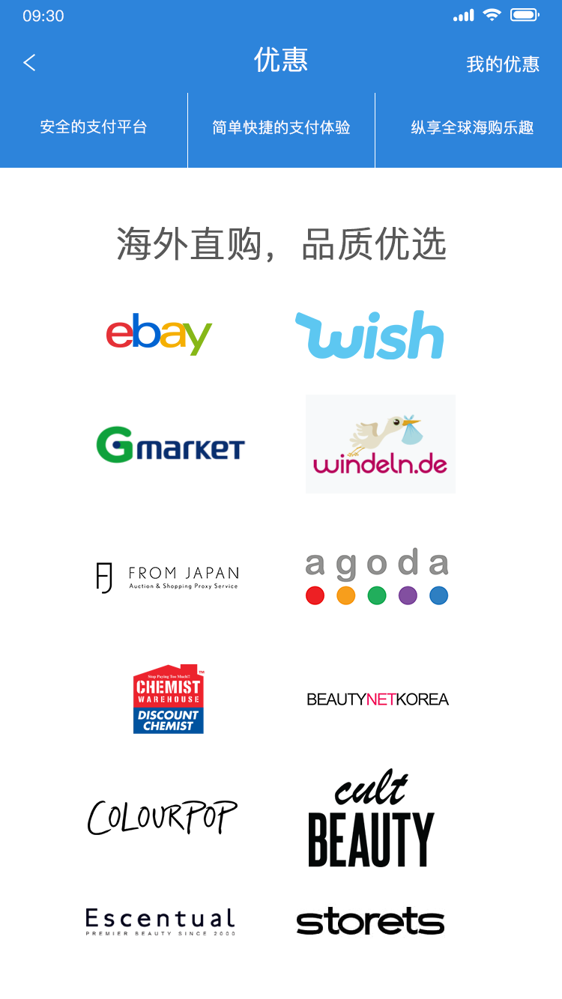 09:30
优惠
我的优惠
安全的支付平台
简单快捷的支付体验
纵享全球海购乐趣
海外直购，品质优选
ebay
wish
Gmarket
windeln.de
FJ FROM JAPAN
Auction & Shopping Proxy Service
agoda
Stop Paying Too Much!!
CHEMIST
WAREHOUSE
DISCOUNT
CHEMIST
TM
BEAUTYNETKOREA
COLOURPOP
cult
BEAUTY
Escentual
PREMIER BEAUTY SINCE 2000
storets